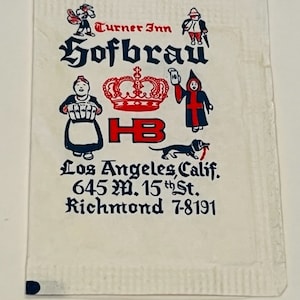 Turner Inn
Hofbrau
HB
Los Angeles, Calif.
645 W. 15th St.
Richmond 7-8191